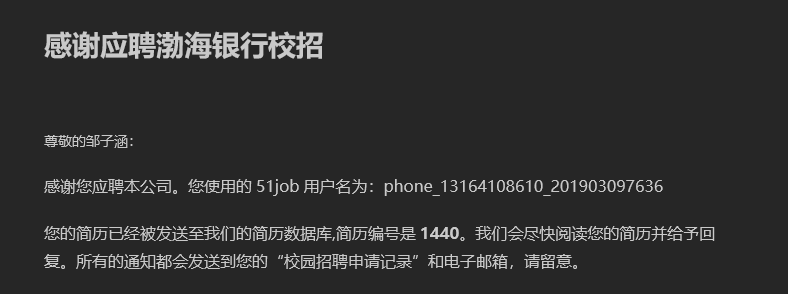 感谢应聘渤海银行校招
尊敬的邹子涵：
感谢您应聘本公司。您使用的 51job 用户名为：phone_13164108610_201903097636
您的简历已经被发送至我们的简历数据库,简历编号是 1440。我们会尽快阅读您的简历并给予回
复。所有的通知都会发送到您的“校园招聘申请记录”和电子邮箱，请留意。